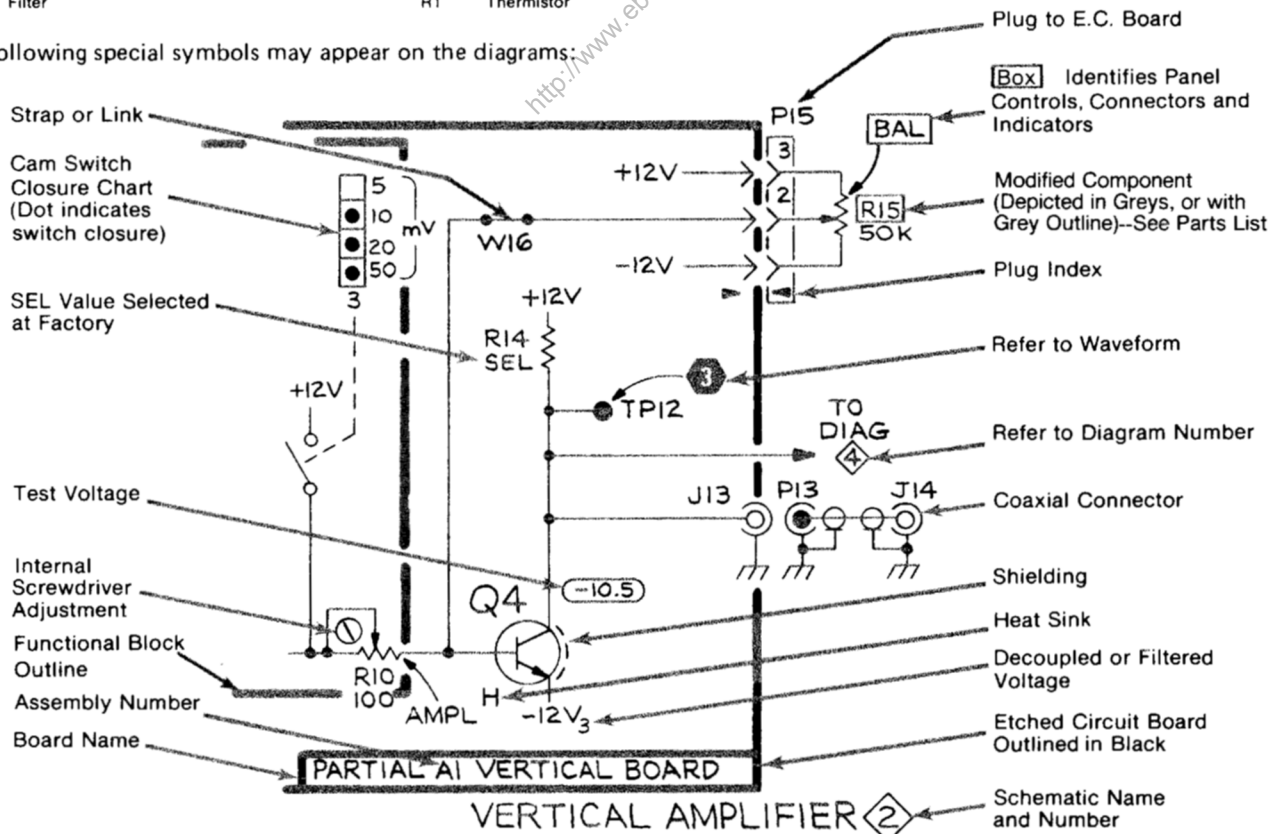 Filter
RT Thermistor
ollowing special symbols may appear on the diagrams:
http://www.eb
Plug to E.C. Board
Box Identifies Panel
Controls, Connectors and
Indicators
Strap or Link
Cam Switch
Closure Chart
(Dot indicates
switch closure)
5
10
20
50
mV
3
W16
P15
3
2
+12V
-12V
BAL
R15
50K
Modified Component
(Depicted in Greys, or with
Grey Outline)--See Parts List
Plug Index
SEL Value Selected
at Factory
+12V
R14
SEL
3
TP12
Refer to Waveform
+12V
TO
DIAG
4
Refer to Diagram Number
Test Voltage
J13
P13
J14
Coaxial Connector
-10.5
Shielding
Internal
Screwdriver
Adjustment
Q4
Heat Sink
Functional Block
Outline
R10
100
AMPL
H
-12V3
Decoupled or Filtered
Voltage
Assembly Number
Board Name
PARTIAL A1 VERTICAL BOARD
Etched Circuit Board
Outlined in Black
VERTICAL AMPLIFIER 2
Schematic Name
and Number